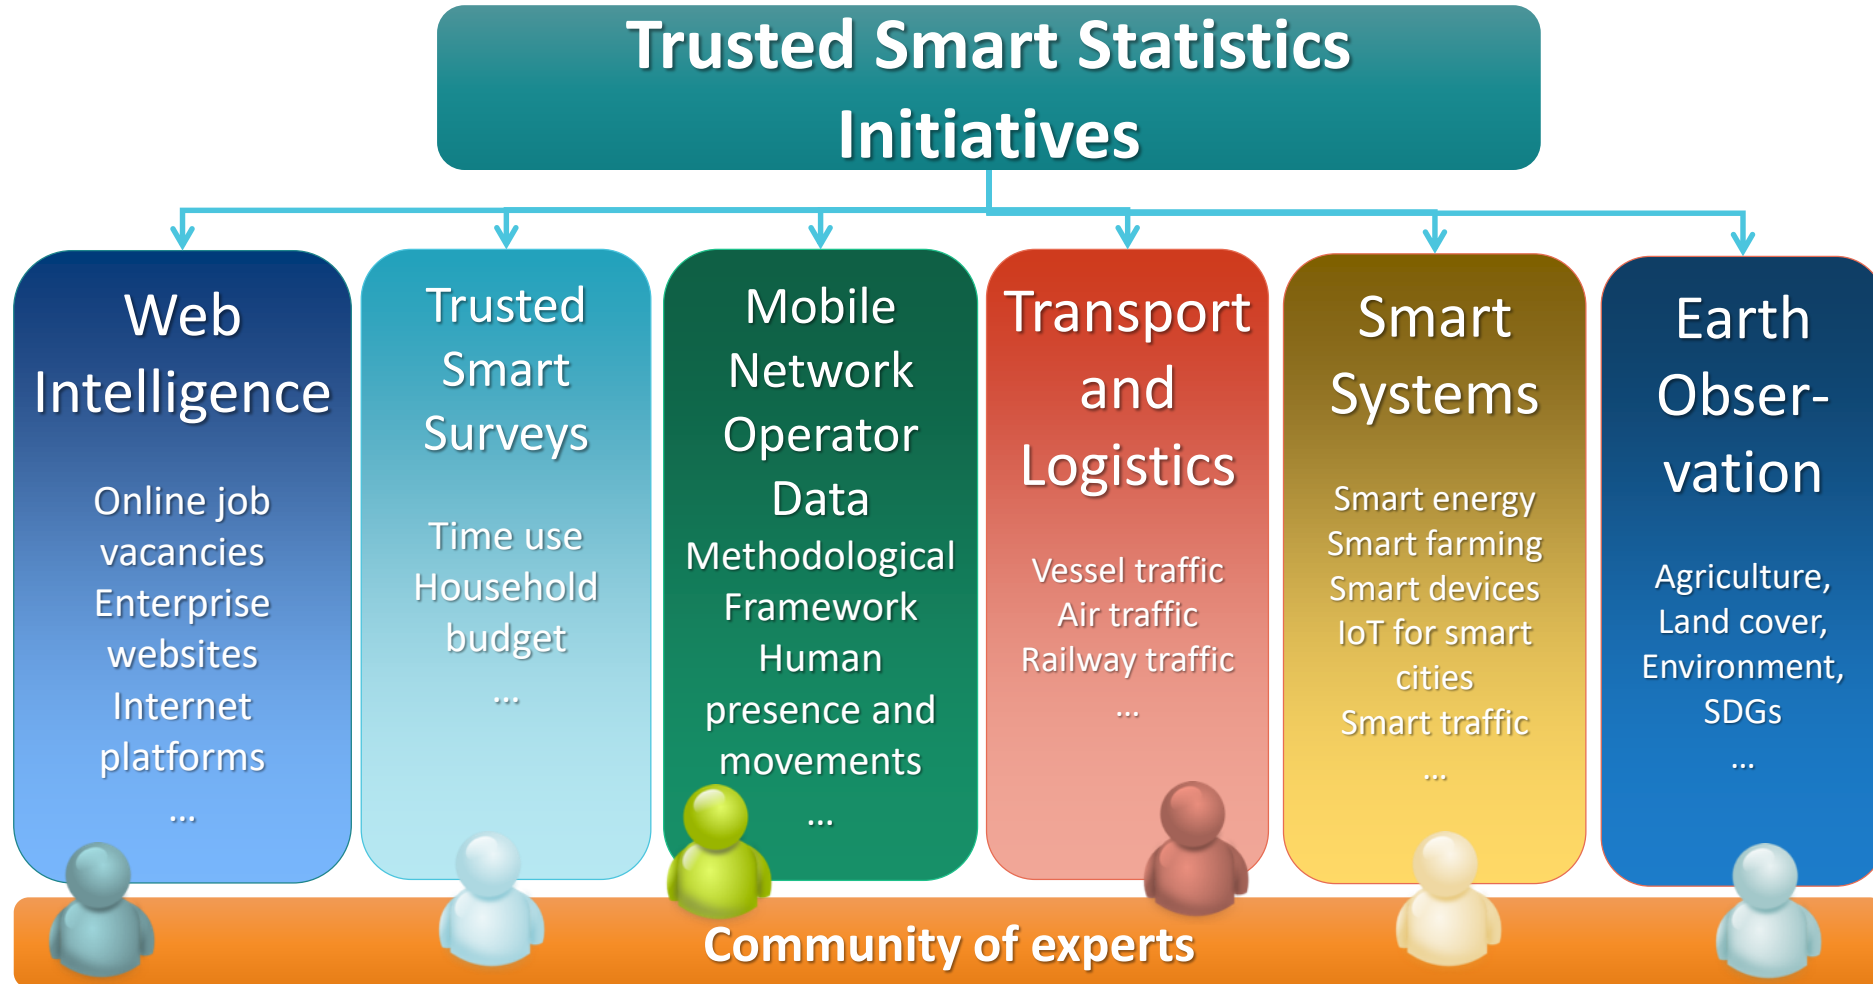 Trusted Smart Statistics
Initiatives
Web
Intelligence
Online job
vacancies
Enterprise
websites
Internet
platforms
...
Trusted
Smart
Surveys
Time use
Household
budget
...
Mobile
Network
Operator
Data
Methodological
Framework
Human
presence and
movements
...
Transport
and
Logistics
Vessel traffic
Air traffic
Railway traffic
...
Smart
Systems
Smart energy
Smart farming
Smart devices
IoT for smart
cities
Smart traffic
...
Earth
Obser-
vation
Agriculture,
Land cover,
Environment,
SDGs
...
Community of experts